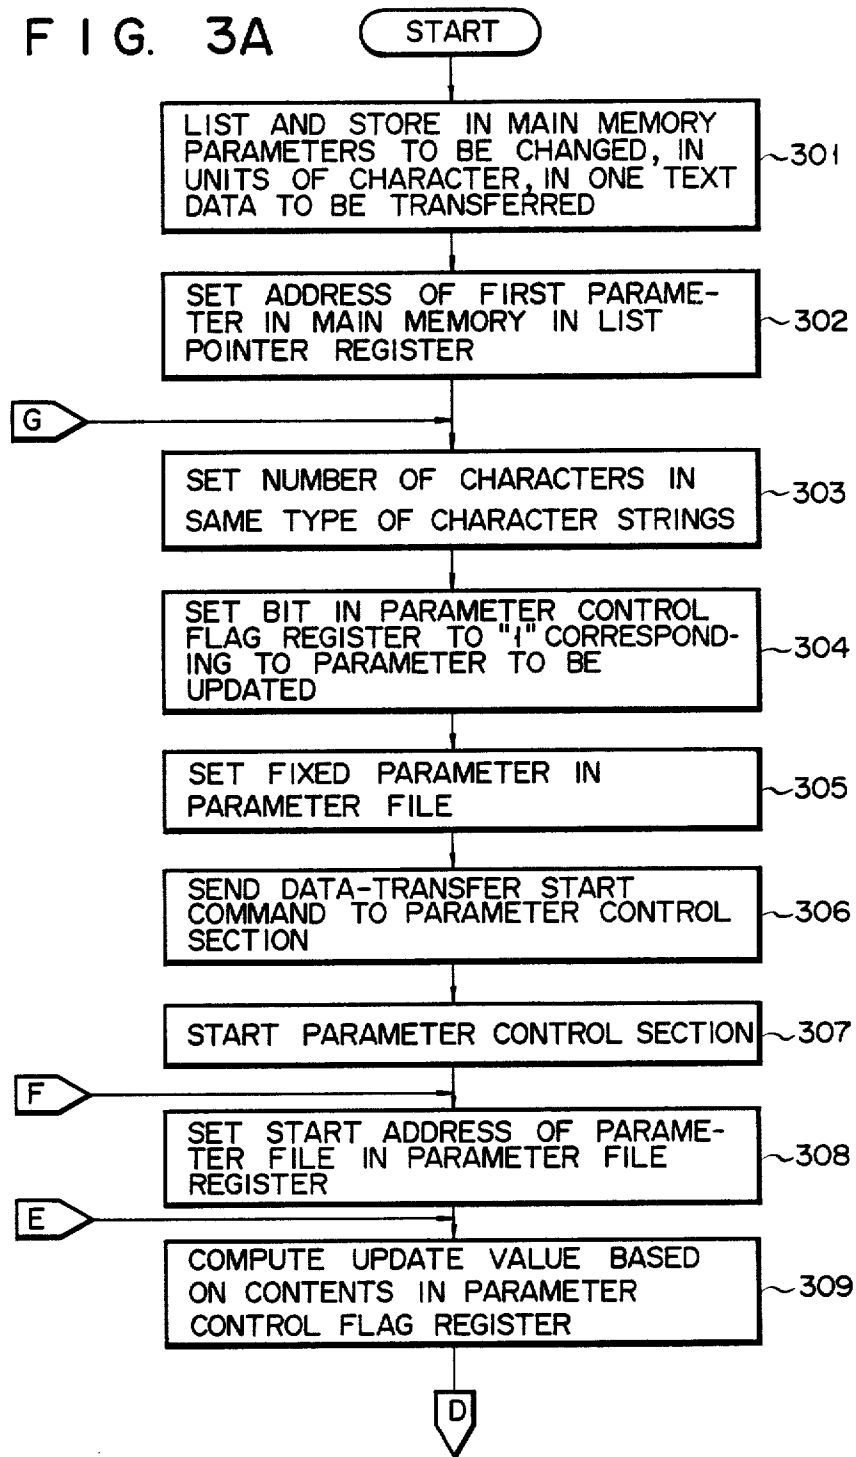 FIG. 3A
START
LIST AND STORE IN MAIN MEMORY
PARAMETERS TO BE CHANGED, IN
UNITS OF CHARACTER, IN ONE TEXT
DATA TO BE TRANSFERRED
301
SET ADDRESS OF FIRST PARAME-
TER IN MAIN MEMORY IN LIST
POINTER REGISTER
302
G
SET NUMBER OF CHARACTERS IN
SAME TYPE OF CHARACTER STRINGS
303
SET BIT IN PARAMETER CONTROL
FLAG REGISTER TO "1" CORRESPOND-
ING TO PARAMETER TO BE
UPDATED
304
SET FIXED PARAMETER IN
PARAMETER FILE
305
SEND DATA-TRANSFER START
COMMAND TO PARAMETER CONTROL
SECTION
306
START PARAMETER CONTROL SECTION
307
F
SET START ADDRESS OF PARAME-
TER FILE IN PARAMETER FILE
REGISTER
308
E
COMPUTE UPDATE VALUE BASED
ON CONTENTS IN PARAMETER
CONTROL FLAG REGISTER
309
D